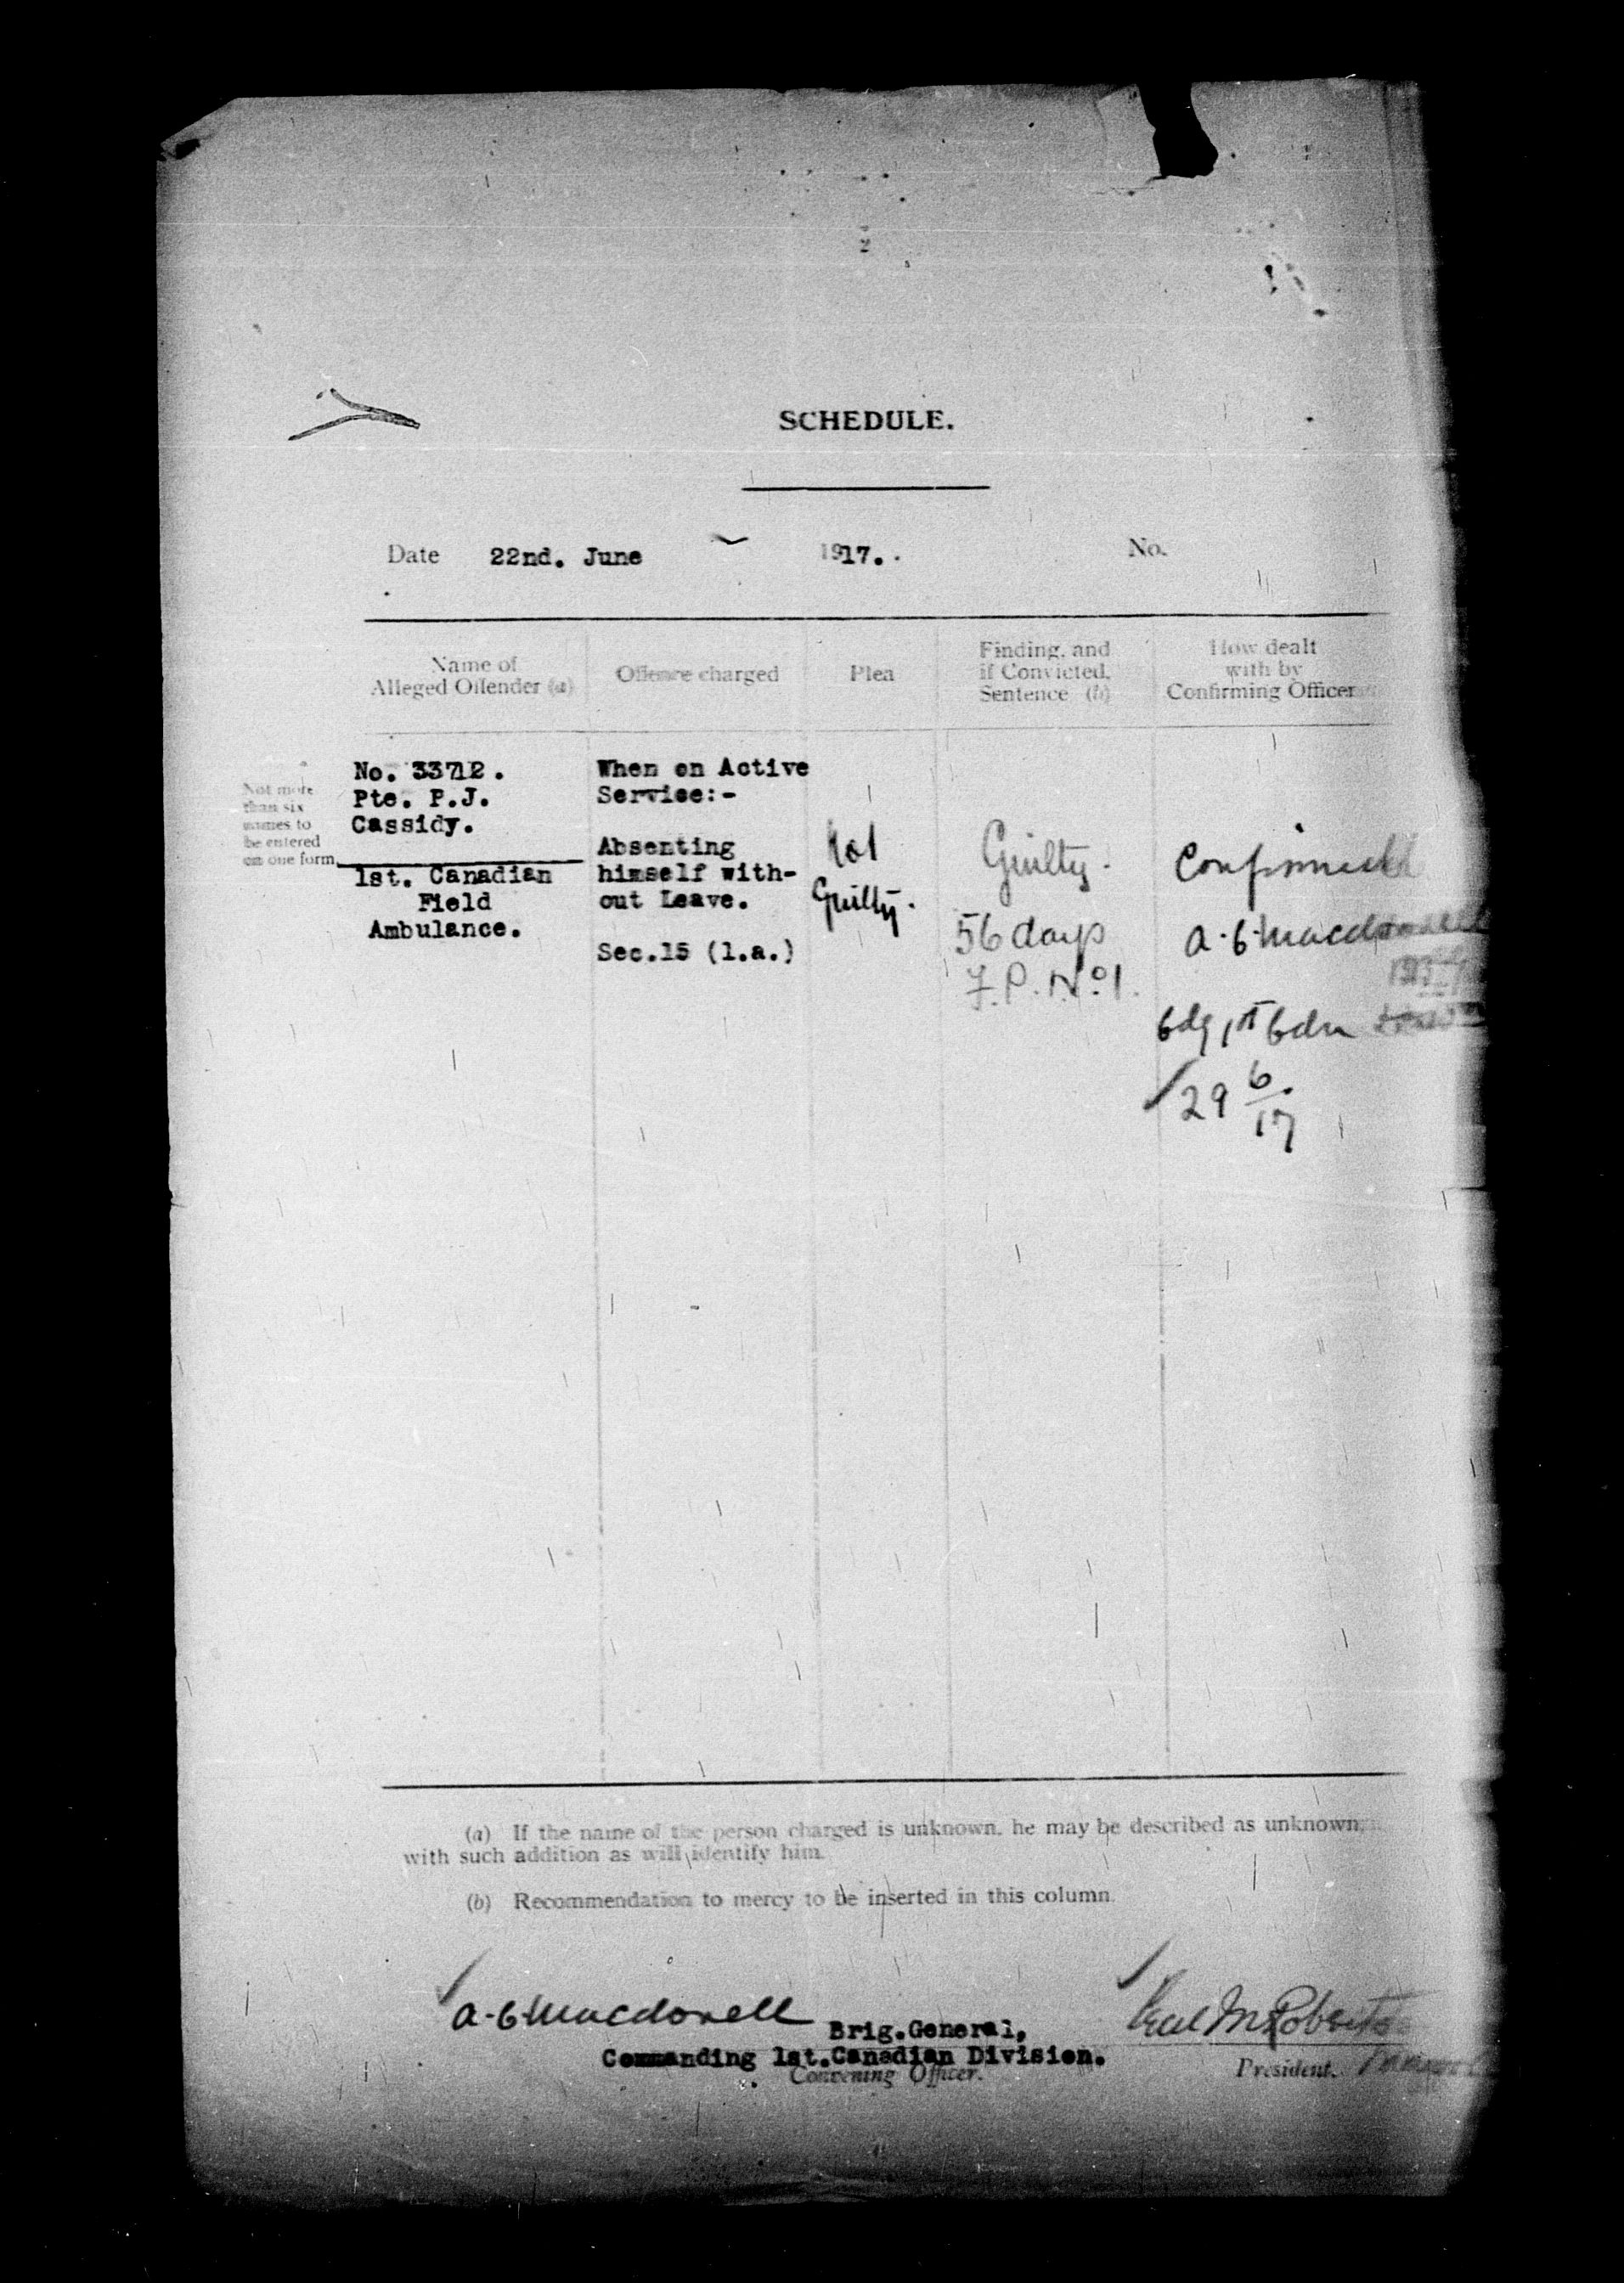 SCHEDULE.
Date 22nd. June 1917. No.
Name of Alleged Offender (a)
Offence charged
Plea
Finding, and if Convicted, Sentence (b)
How dealt with by Confirming Officer
Not more
than six
names to
be entered
on one form.
No. 33712.
Pte. P.J.
Cassidy.
1st. Canadian
Field
Ambulance.
When on Active
Service:-
Absenting
himself with-
out Leave.
Sec.15 (1.a.)
Not
Guilty.
Guilty.
56 days
F.P. No 1.
Confirmed
A.C. Macdonell
Cdg 1st Cdn
29 6/17
(a) If the name of the person charged is unknown, he may be described as unknown,
with such addition as will identify him.
(b) Recommendation to mercy to be inserted in this column.
A.C. Macdonell
Brig.General,
Commanding 1st.Canadian Division.
Convening Officer.
President.